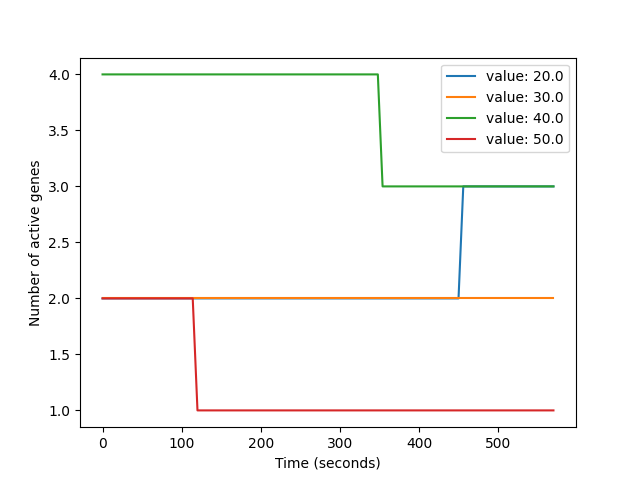 4.0
3.5
3.0
2.5
2.0
1.5
1.0
Number of active genes
0
100
200
300
400
500
Time (seconds)
value: 20.0
value: 30.0
value: 40.0
value: 50.0